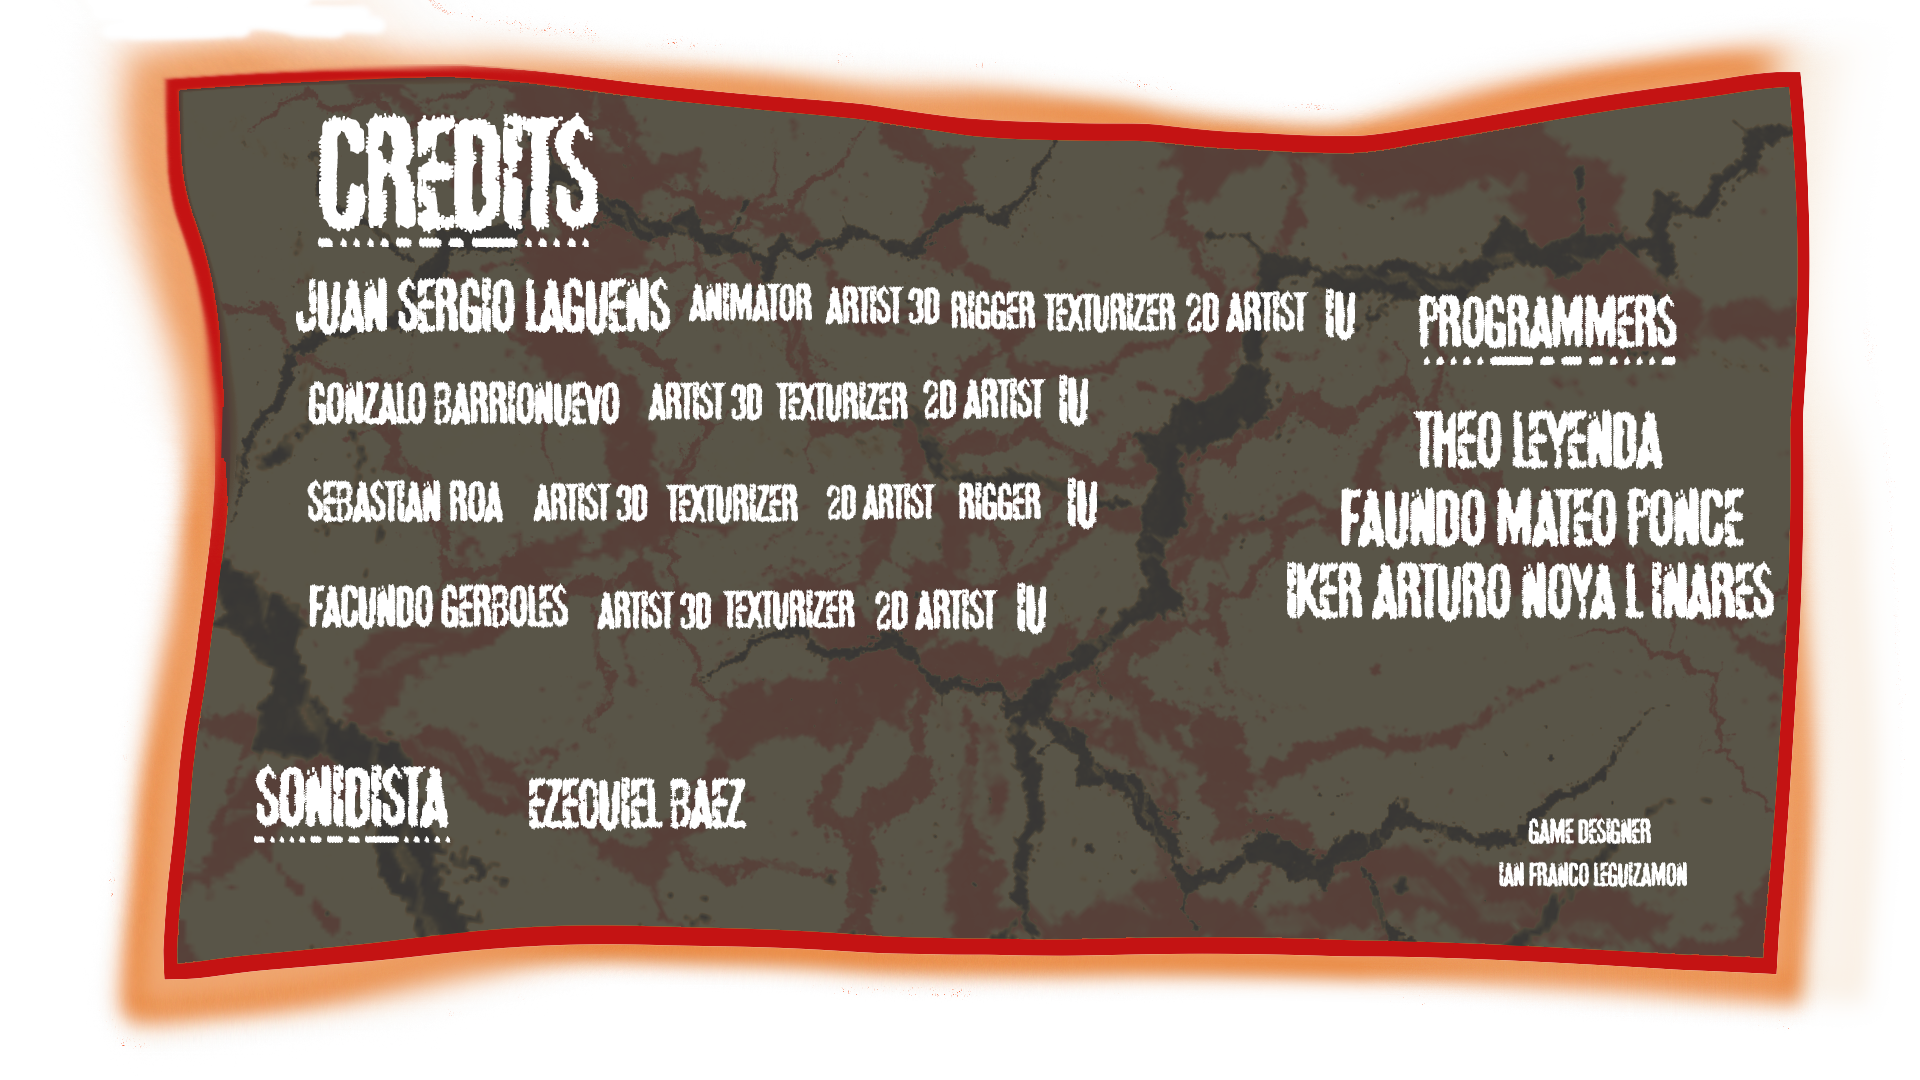 CREDITS
JUAN SERGIO LAGUENS ANIMATOR ARTIST 3D RIGGER TEXTURIZER 2D ARTIST IU
GONZALO BARRIONUEVO ARTIST 3D TEXTURIZER 2D ARTIST IU
SEBASTIAN ROA ARTIST 3D TEXTURIZER 2D ARTIST RIGGER IU
FACUNDO GERBOLES ARTIST 3D TEXTURIZER 2D ARTIST IU
PROGRAMMERS
THEO LEYENDA
FAUNDO MATEO PONCE
IKER ARTURO NOYA L INARES
SONIDISTA EZEQUIEL BAEZ
GAME DESIGNER
IAN FRANCO LEGUIZAMON